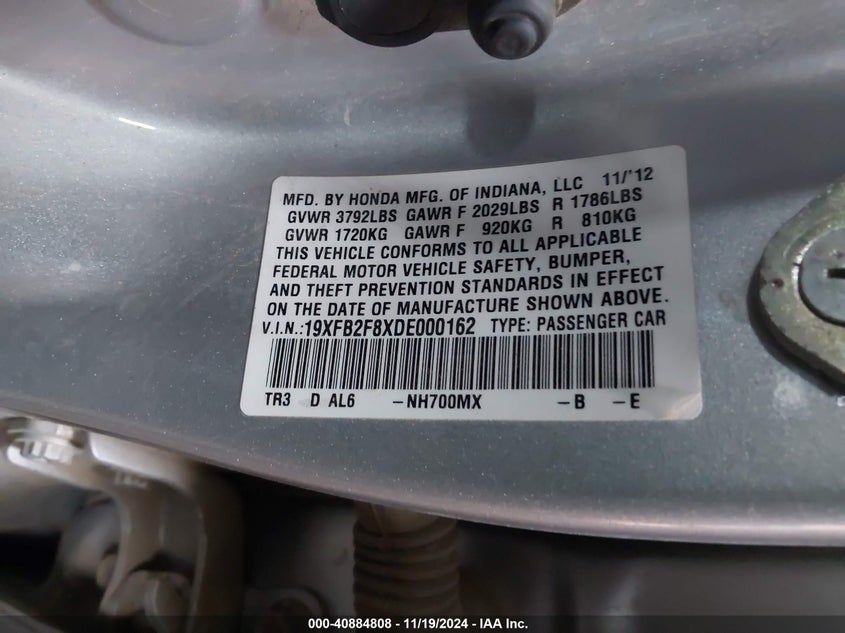 MFD. BY HONDA MFG. OF INDIANA, LLC 11/'12
GVWR 3792LBS GAWR F 2029LBS R 1786LBS
GVWR 1720KG GAWR F 920KG R 810KG
THIS VEHICLE CONFORMS TO ALL APPLICABLE
FEDERAL MOTOR VEHICLE SAFETY, BUMPER,
AND THEFT PREVENTION STANDARDS IN EFFECT
ON THE DATE OF MANUFACTURE SHOWN ABOVE.
V.I.N.:19XFB2F8XDE000162 TYPE: PASSENGER CAR
TR3 D AL6 -NH700MX -B -E
000-40884808 - 11/19/2024 - IAA Inc.